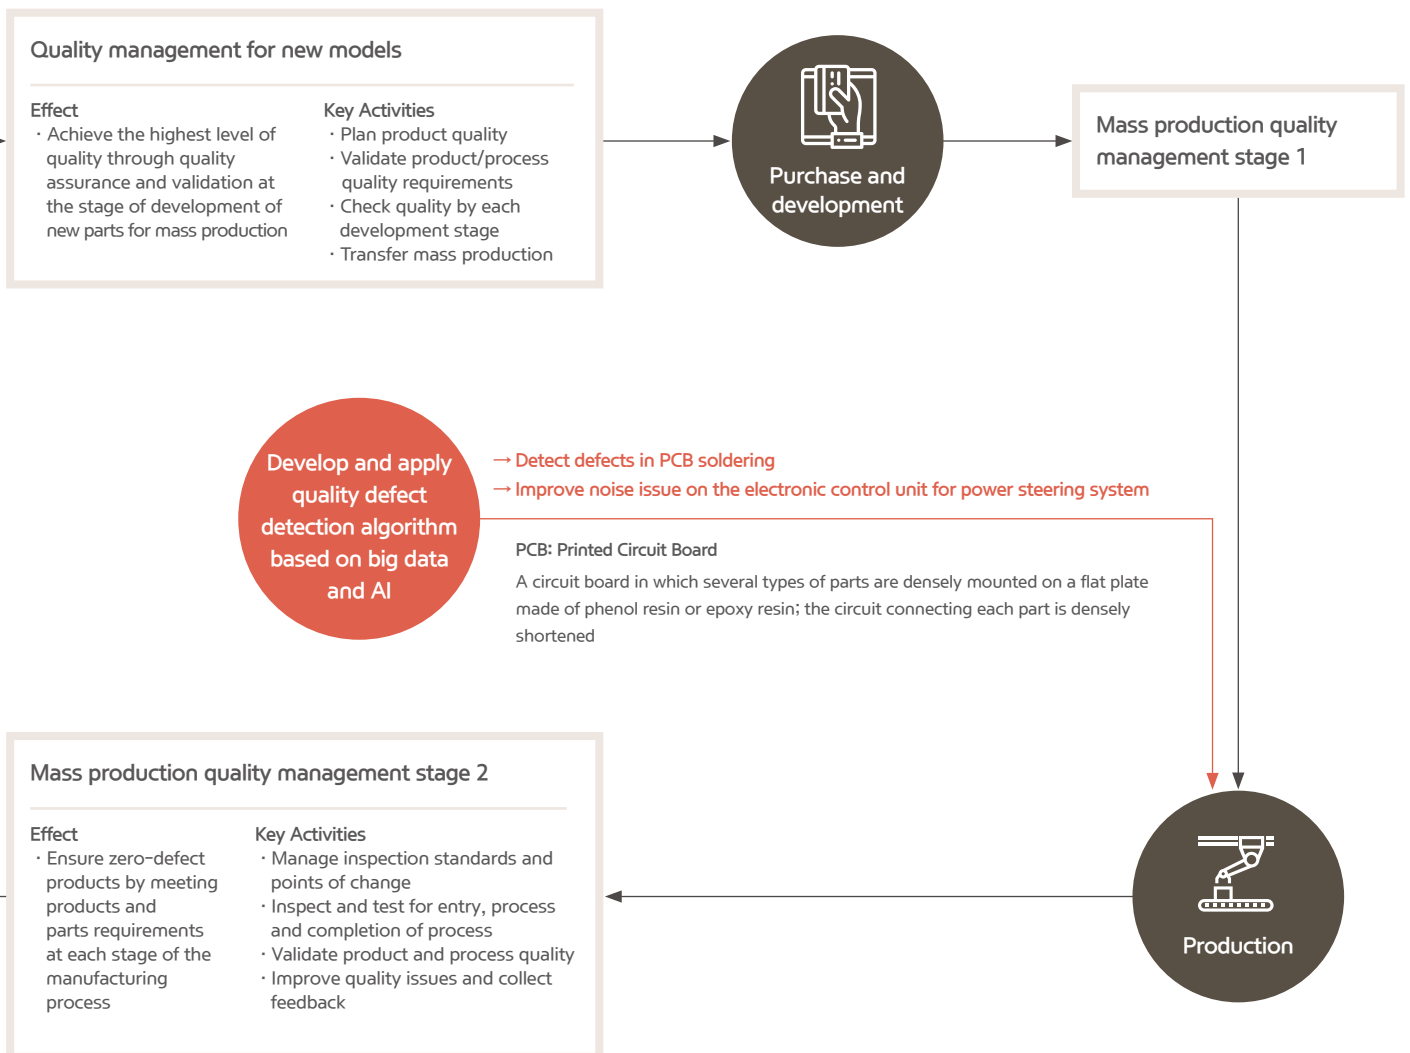 Quality management for new models
Effect
· Achieve the highest level of
quality through quality
assurance and validation at
the stage of development of
new parts for mass production
Key Activities
· Plan product quality
· Validate product/process
quality requirements
· Check quality by each
development stage
· Transfer mass production
Purchase and
development
Mass production quality
management stage 1
Develop and apply
quality defect
detection algorithm
based on big data
and AI
→ Detect defects in PCB soldering
→ Improve noise issue on the electronic control unit for power steering system
PCB: Printed Circuit Board
A circuit board in which several types of parts are densely mounted on a flat plate
made of phenol resin or epoxy resin; the circuit connecting each part is densely
shortened
Mass production quality management stage 2
Effect
· Ensure zero-defect
products by meeting
products and
parts requirements
at each stage of the
manufacturing
process
Key Activities
· Manage inspection standards and
points of change
· Inspect and test for entry, process
and completion of process
· Validate product and process quality
· Improve quality issues and collect
feedback
Production